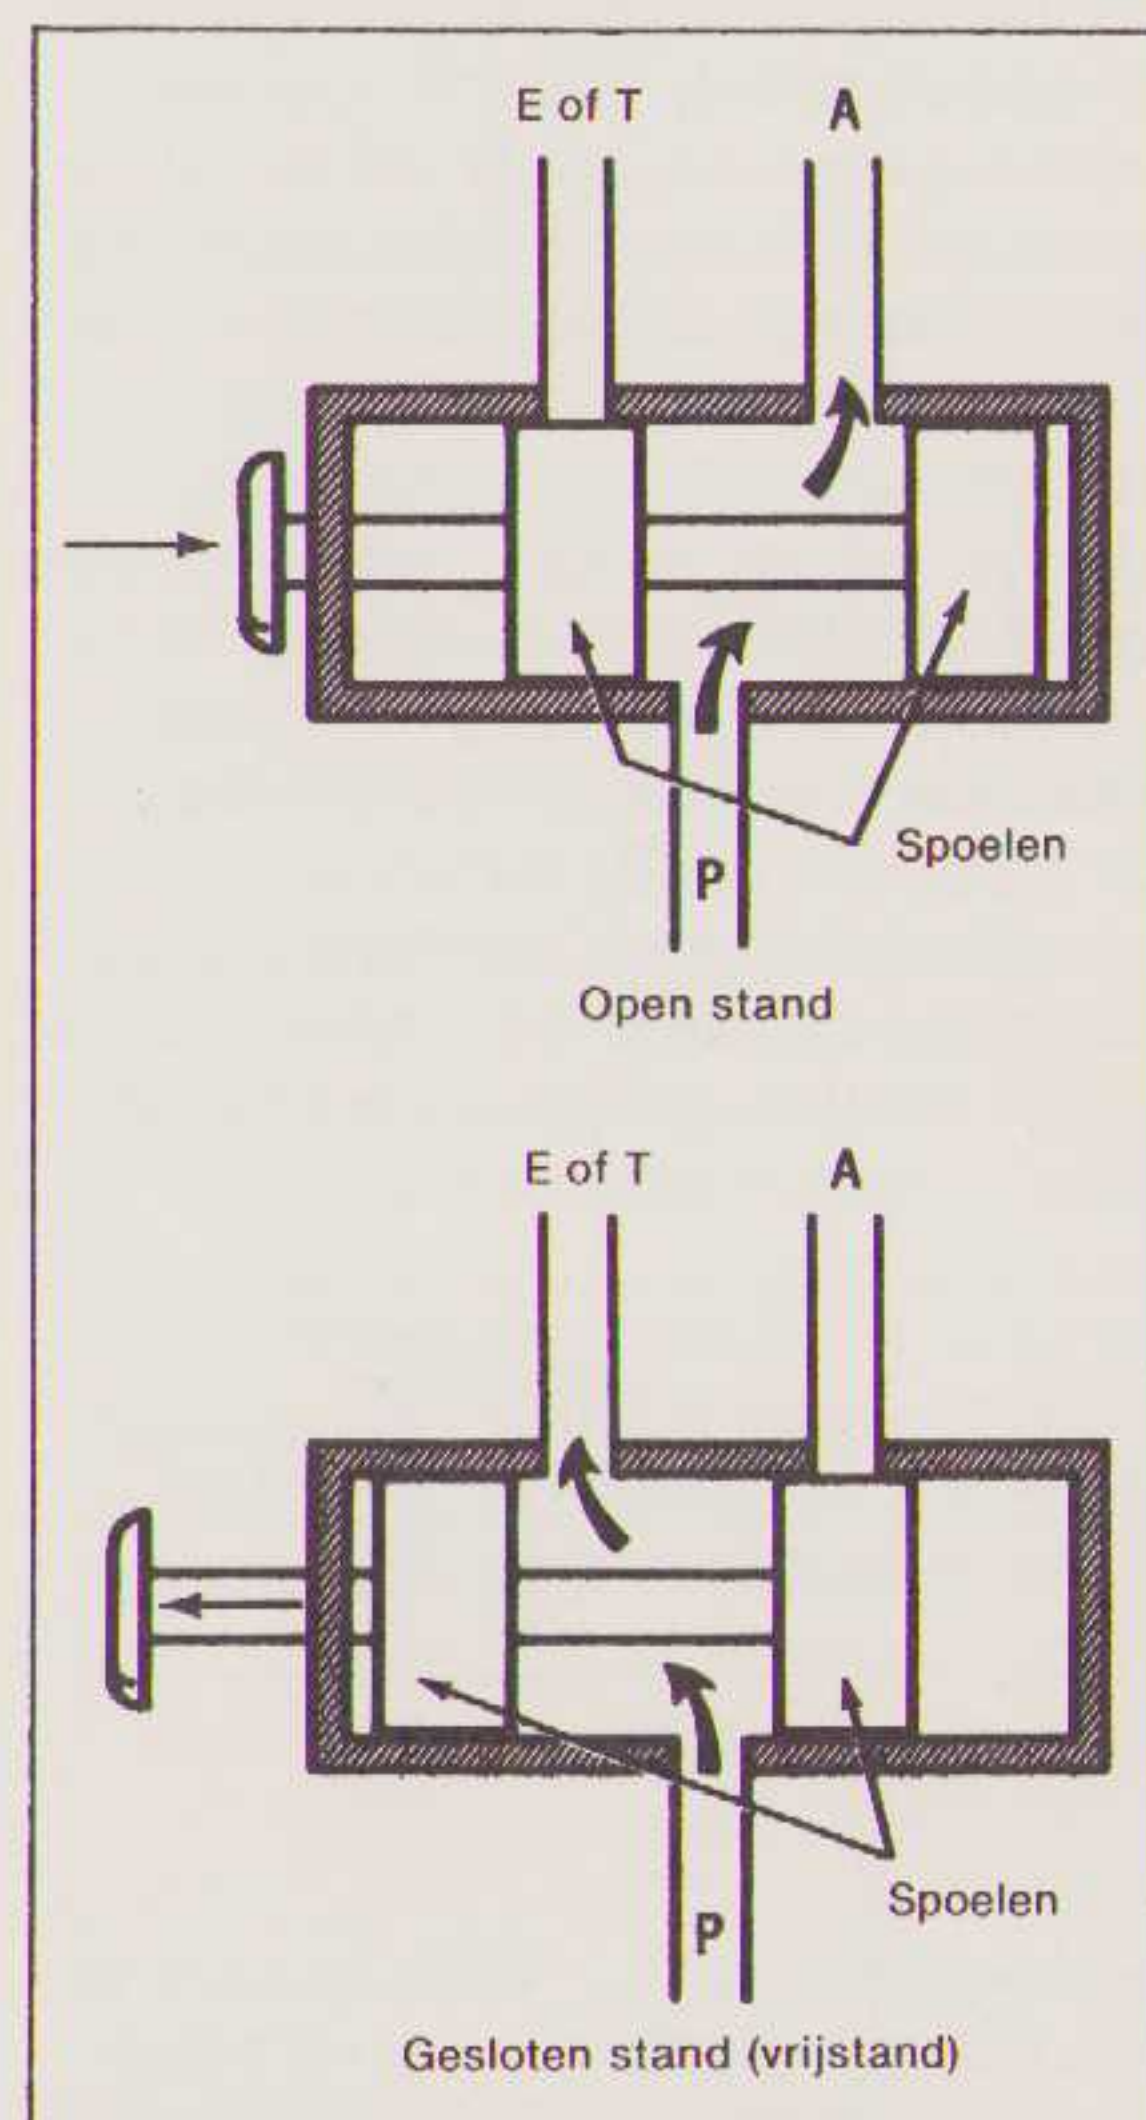 E of T A
Spoelen
P
Open stand
E of T A
Spoelen
P
Gesloten stand (vrijstand)